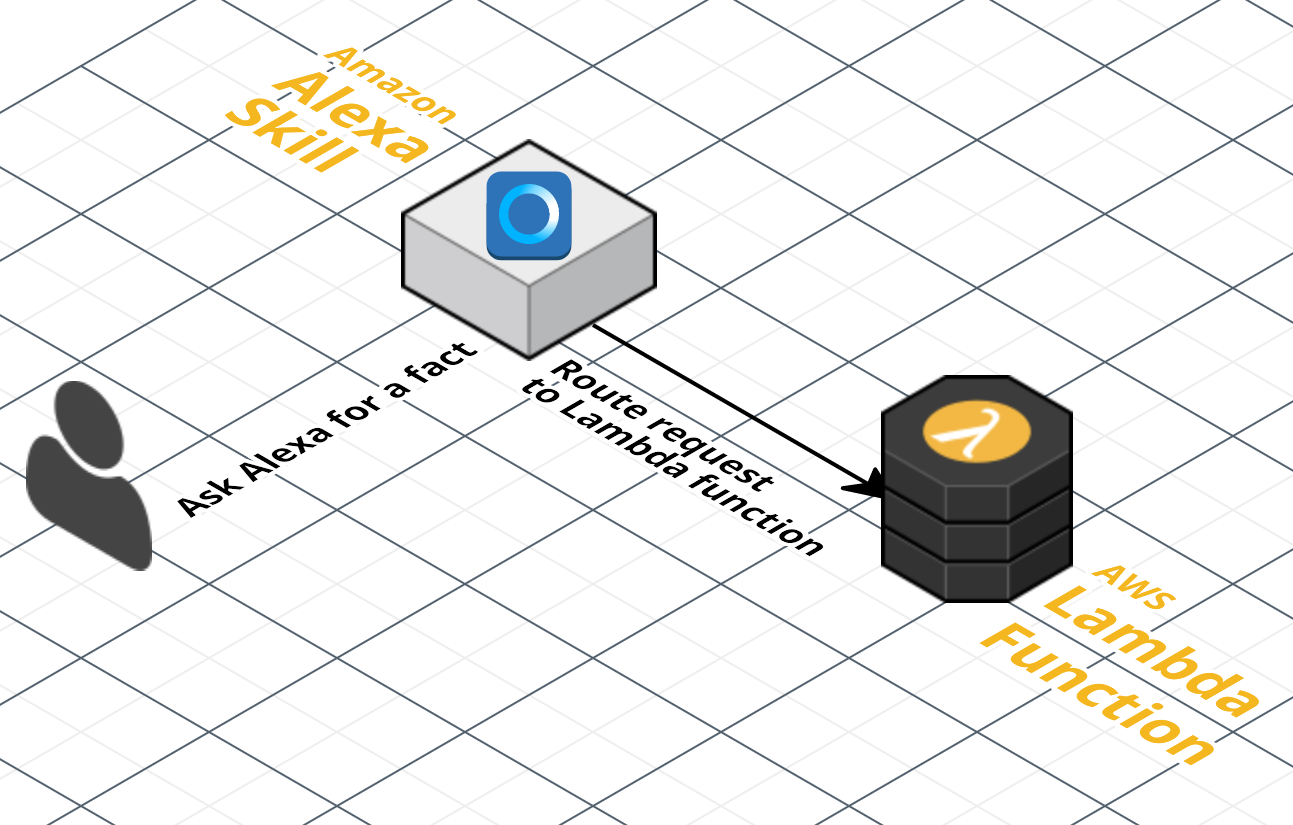 Amazon
Alexa
Skill
Ask Alexa for a fact
Route request
to Lambda function
λ
AWS
Lambda
Function